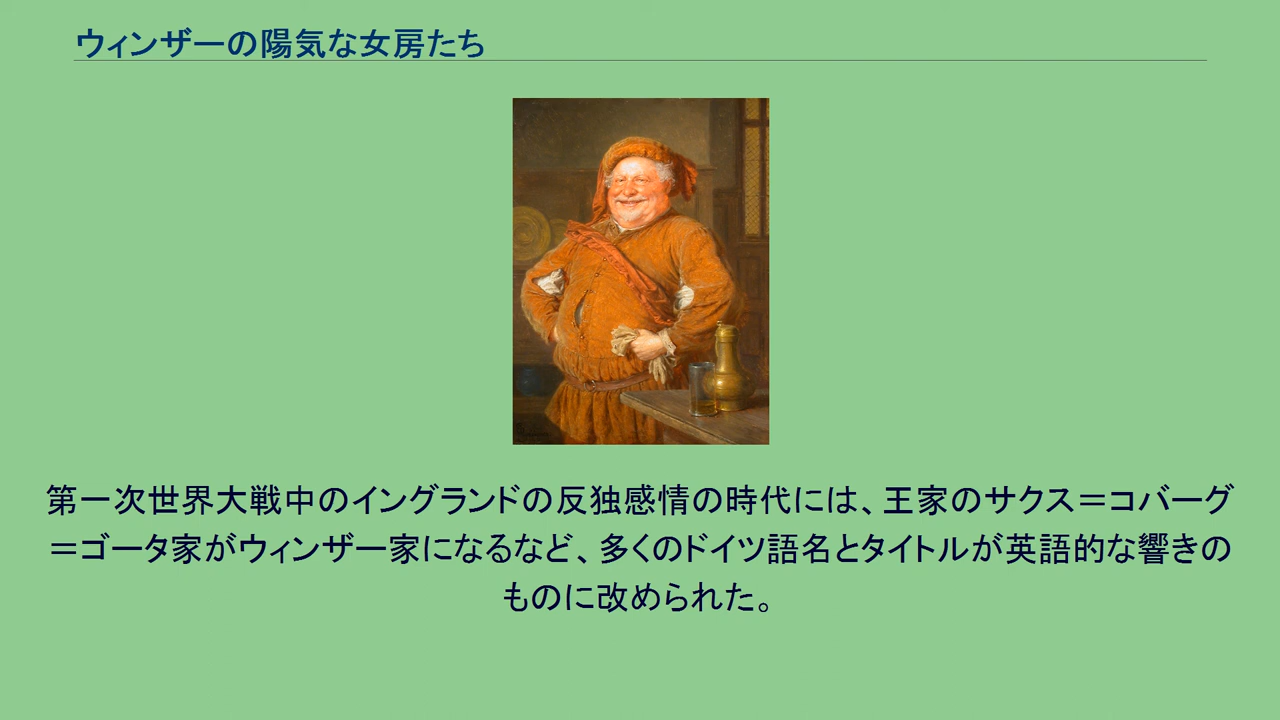 ウィンザーの陽気な女房たち
第一次世界大戦中のイングランドの反独感情の時代には、王家のサクス＝コバーグ
＝ゴータ家がウィンザー家になるなど、多くのドイツ語名とタイトルが英語的な響きの
ものに改められた。